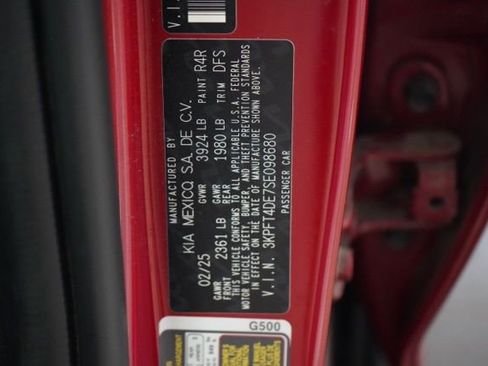 MANUFACTURED BY
KIA MEXICO, S.A. DE C.V.
02/25 GVWR 3924 LB PAINT R4R
GAWR FRONT 2361 LB GAWR REAR 1980 LB TRIM DFS
THIS VEHICLE CONFORMS TO ALL APPLICABLE U.S.A. FEDERAL
MOTOR VEHICLE SAFETY, BUMPER, AND THEFT PREVENTION STANDARDS
IN EFFECT ON THE DATE OF MANUFACTURE SHOWN ABOVE.
V.I.N. 3KPFT4DE7SE098680
PASSENGER CAR
V.I.N
G500